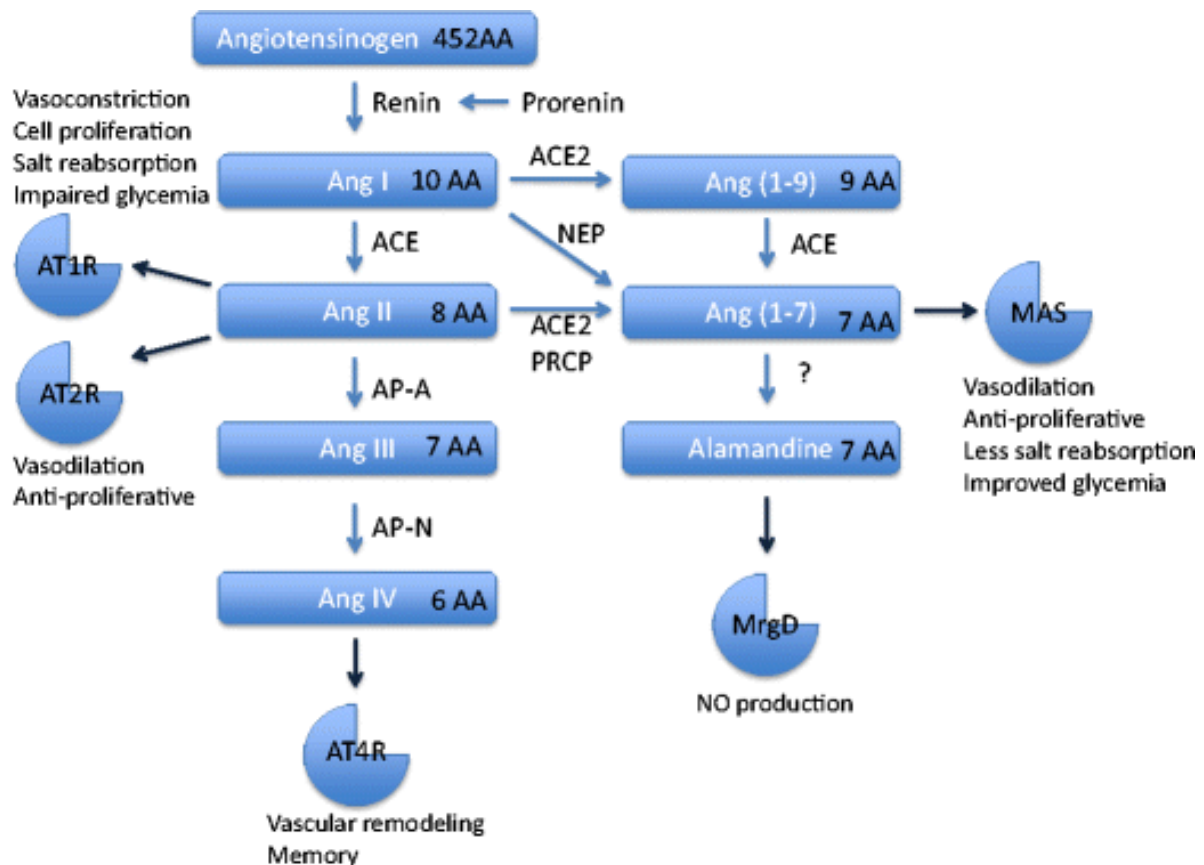 Angiotensinogen 452AA
Vasoconstriction
Cell proliferation
Salt reabsorption
Impaired glycemia
Renin
Prorenin
Ang I 10 AA
ACE2
Ang (1-9) 9 AA
NEP
ACE
ACE
AT1R
Ang II 8 AA
ACE2
PRCP
Ang (1-7) 7 AA
MAS
AT2R
Vasodilation
Anti-proliferative
AP-A
?
Vasodilation
Anti-proliferative
Less salt reabsorption
Improved glycemia
Ang III 7 AA
Alamandine 7 AA
AP-N
Ang IV 6 AA
MrgD
NO production
AT4R
Vascular remodeling
Memory